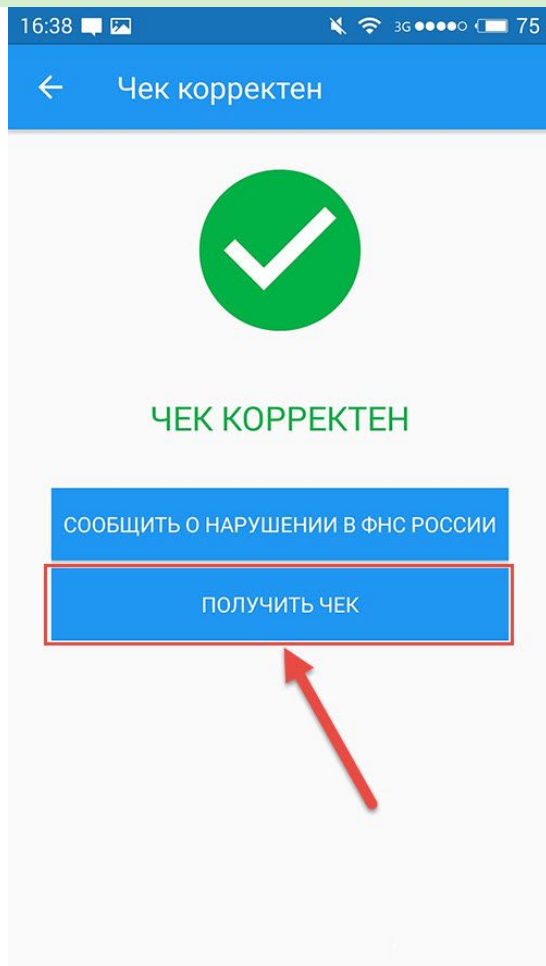 16:38 3G 75
Чек корректен
ЧЕК КОРРЕКТЕН
СООБЩИТЬ О НАРУШЕНИИ В ФНС РОССИИ
ПОЛУЧИТЬ ЧЕК